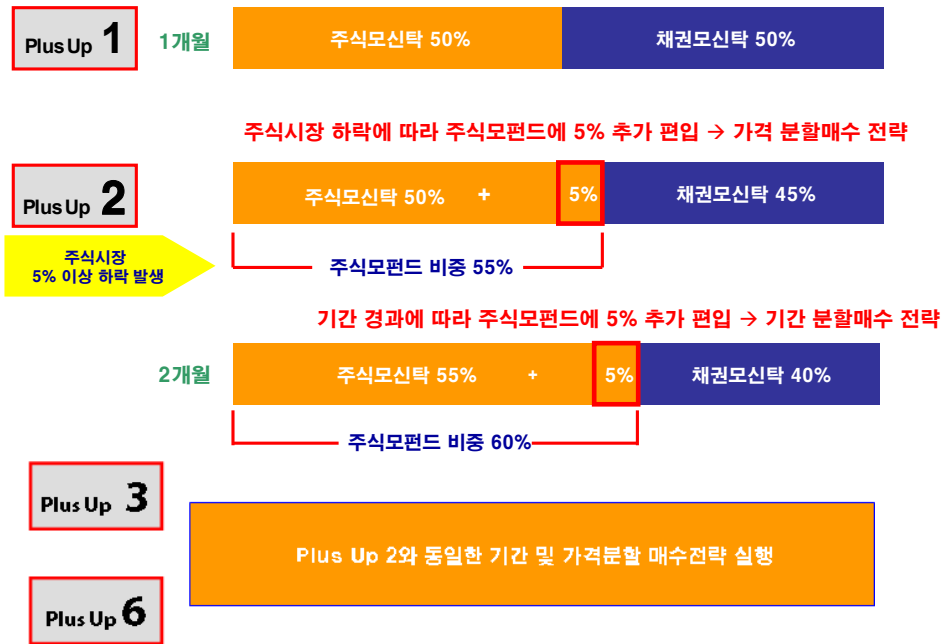 Plus Up 1
1개월
주식모신탁 50%
채권모신탁 50%
주식시장 하락에 따라 주식모펀드에 5% 추가 편입 → 가격 분할매수 전략
Plus Up 2
주식모신탁 50% + 5%
채권모신탁 45%
주식시장
5% 이상 하락 발생
주식모펀드 비중 55%
기간 경과에 따라 주식모펀드에 5% 추가 편입 → 기간 분할매수 전략
2개월
주식모신탁 55% + 5%
채권모신탁 40%
주식모펀드 비중 60%
Plus Up 3
Plus Up 2와 동일한 기간 및 가격분할 매수전략 실행
Plus Up 6